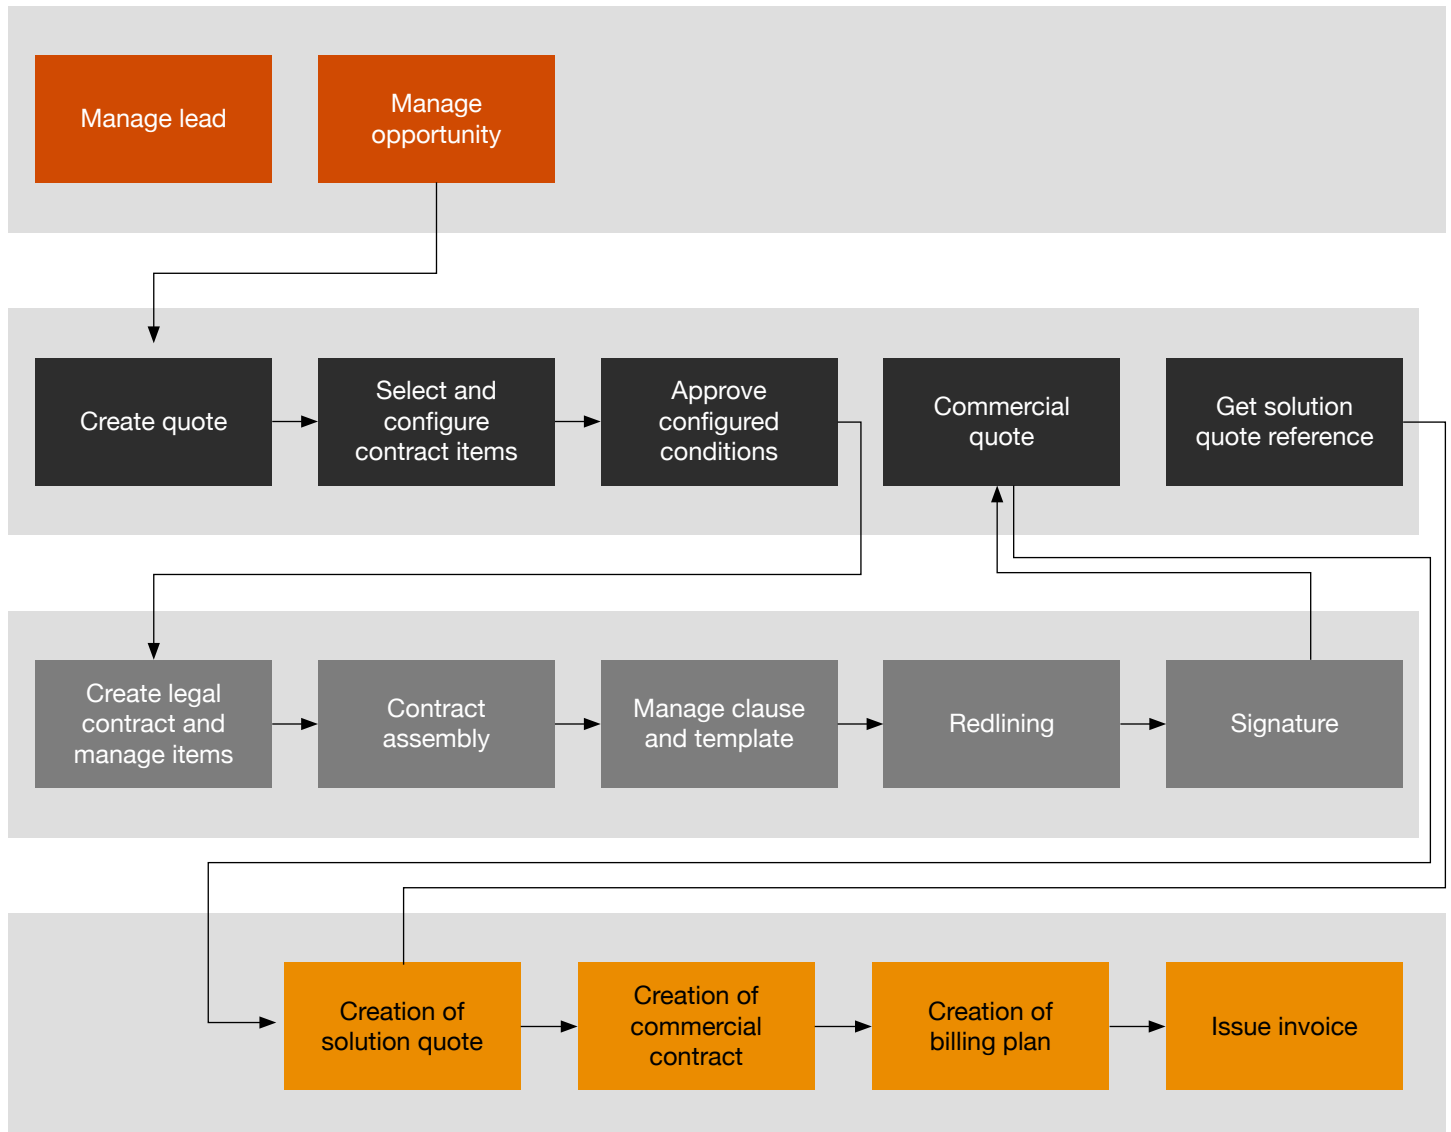 Manage lead
Manage
opportunity
Create quote
Select and
configure
contract items
Approve
configured
conditions
Commercial
quote
Get solution
quote reference
Create legal
contract and
manage items
Contract
assembly
Manage clause
and template
Redlining
Signature
Creation of
solution quote
Creation of
commercial
contract
Creation of
billing plan
Issue invoice